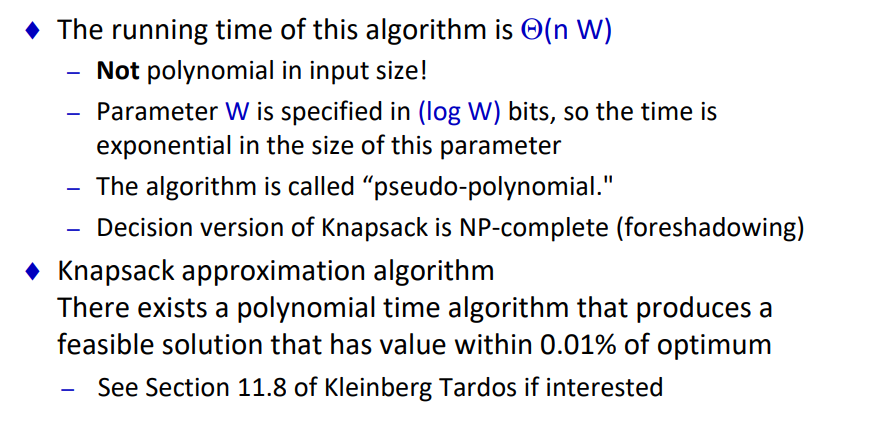 ♦ The running time of this algorithm is Θ(n W)
– Not polynomial in input size!
– Parameter W is specified in (log W) bits, so the time is
exponential in the size of this parameter
– The algorithm is called “pseudo-polynomial."
– Decision version of Knapsack is NP-complete (foreshadowing)
♦ Knapsack approximation algorithm
There exists a polynomial time algorithm that produces a
feasible solution that has value within 0.01% of optimum
– See Section 11.8 of Kleinberg Tardos if interested